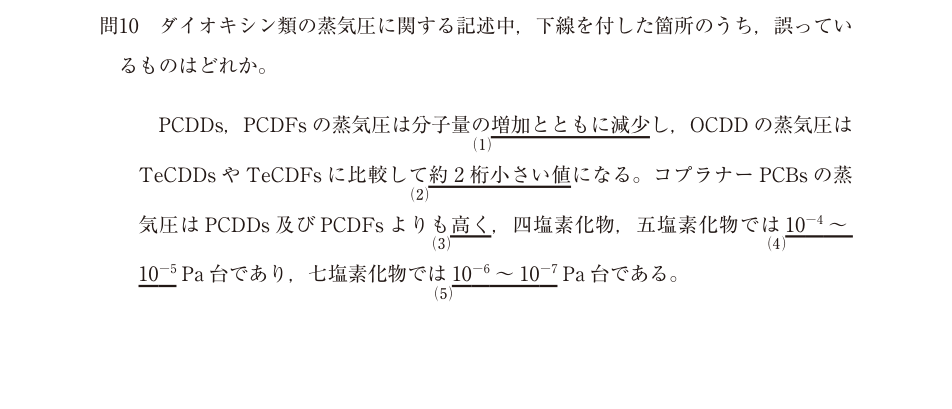 問10 ダイオキシン類の蒸気圧に関する記述中，下線を付した箇所のうち，誤ってい
るものはどれか。
PCDDs，PCDFs の蒸気圧は分子量の増加とともに減少し，OCDD の蒸気圧は
(1)
TeCDDs や TeCDFs に比較して約 2 桁小さい値になる。コプラナー PCBs の蒸
(2)
気圧は PCDDs 及び PCDFs よりも高く，四塩素化物，五塩素化物では 10⁻⁴ ～
(3) (4)
10⁻⁵ Pa 台であり，七塩素化物では 10⁻⁶ ～ 10⁻⁷ Pa 台である。
(5)